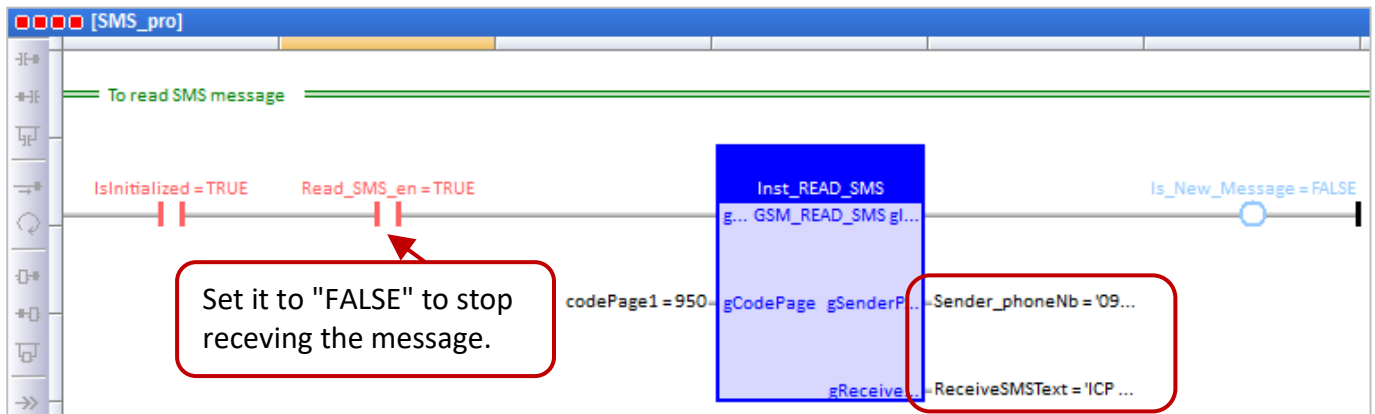 [SMS_pro]
To read SMS message
IsInitialized = TRUE Read_SMS_en = TRUE Inst_READ_SMS Is_New_Message = FALSE
g... GSM_READ_SMS gI...
Set it to "FALSE" to stop
receving the message.
codePage1 = 950 gCodePage gSenderP... Sender_phoneNb = '09...
gReceive... ReceiveSMSText = 'ICP ...